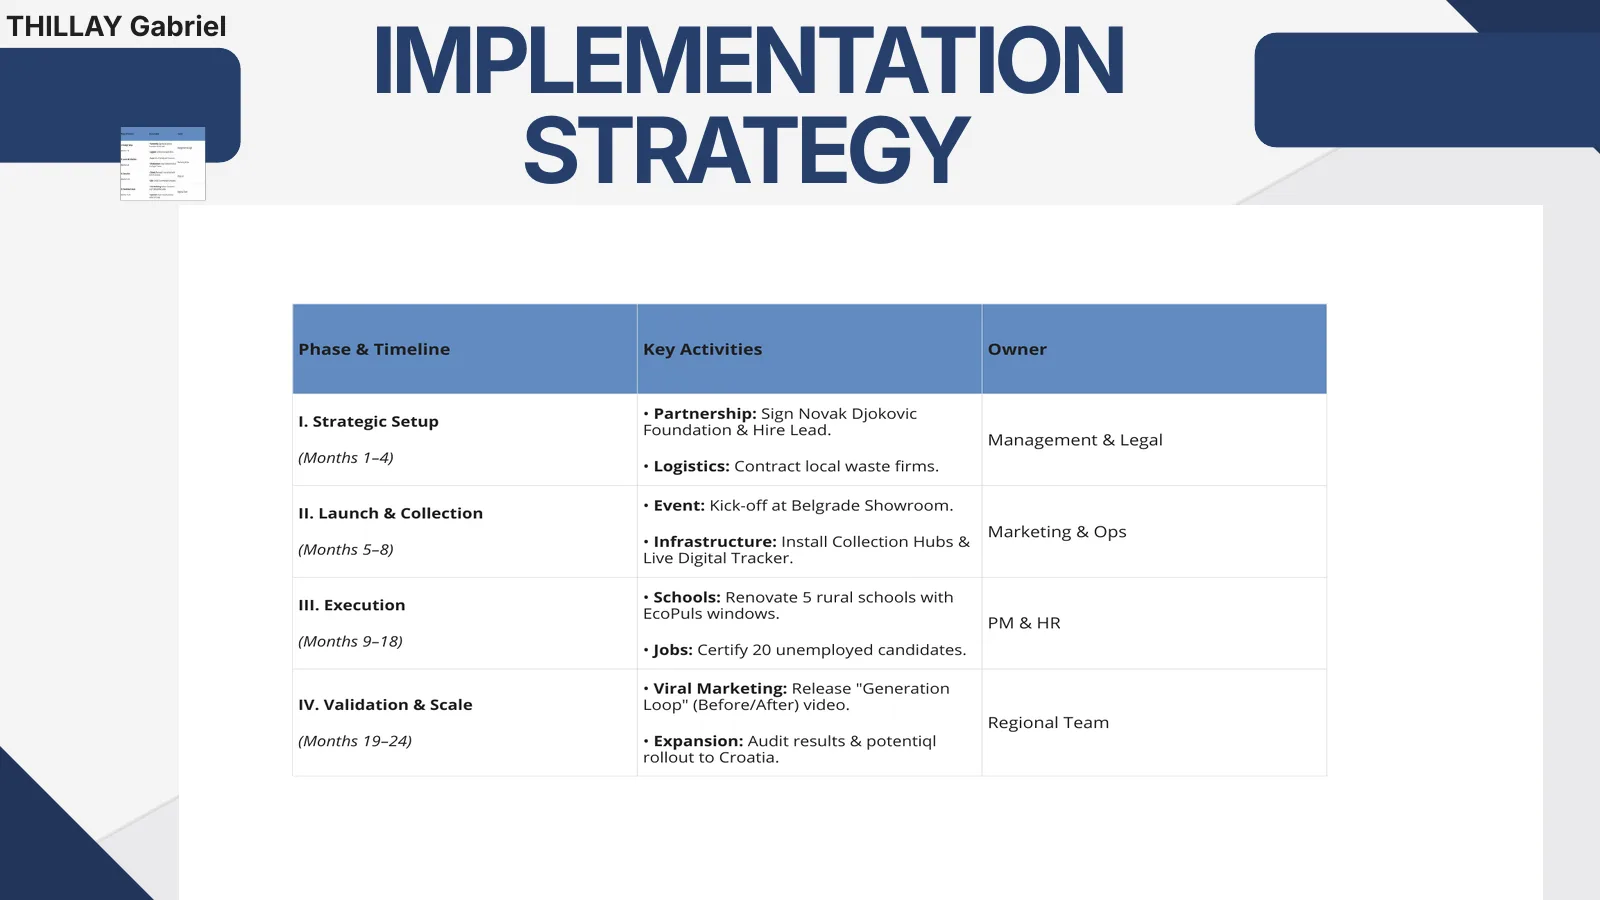 THILLAY Gabriel
IMPLEMENTATION
STRATEGY
Phase & Timeline
Key Activities
Owner
I. Strategic Setup
(Months 1–4)
• Partnership: Sign Novak Djokovic
Foundation & Hire Lead.
• Logistics: Contract local waste firms.
Management & Legal
II. Launch & Collection
(Months 5–8)
• Event: Kick-off at Belgrade Showroom.
• Infrastructure: Install Collection Hubs &
Live Digital Tracker.
Marketing & Ops
III. Execution
(Months 9–18)
• Schools: Renovate 5 rural schools with
EcoPuls windows.
• Jobs: Certify 20 unemployed candidates.
PM & HR
IV. Validation & Scale
(Months 19–24)
• Viral Marketing: Release "Generation
Loop" (Before/After) video.
• Expansion: Audit results & potentiql
rollout to Croatia.
Regional Team